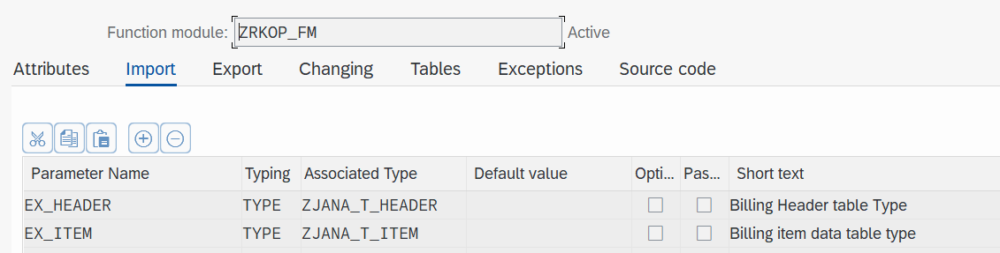 Function module: ZRKOP_FM Active
Attributes Import Export Changing Tables Exceptions Source code
Parameter Name Typing Associated Type Default value Opti... Pas... Short text
EX_HEADER TYPE ZJANA_T_HEADER Billing Header table Type
EX_ITEM TYPE ZJANA_T_ITEM Billing item data table type